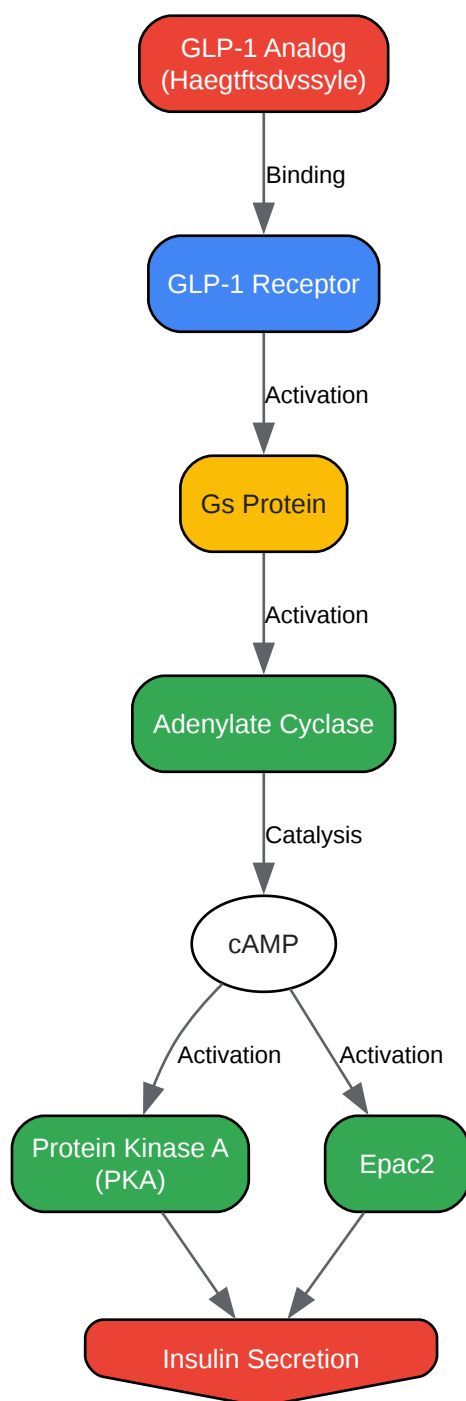 GLP-1 Analog
(Haegtftsdvssyle)
Binding
GLP-1 Receptor
Activation
Gs Protein
Activation
Adenylate Cyclase
Catalysis
cAMP
Activation
Activation
Protein Kinase A
(PKA)
Epac2
Insulin Secretion